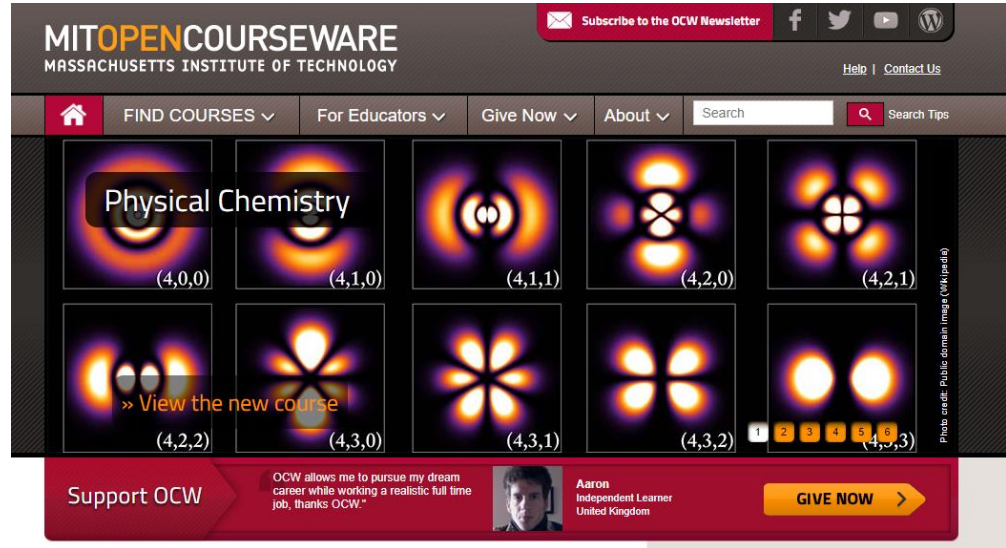 Subscribe to the OCW Newsletter
MITOPENCOURSEWARE
MASSACHUSETTS INSTITUTE OF TECHNOLOGY
Help | Contact Us
FIND COURSES
For Educators
Give Now
About
Search
Search Tips
Physical Chemistry
(4,0,0)
(4,1,0)
(4,1,1)
(4,2,0)
(4,2,1)
» View the new course
(4,2,2)
(4,3,0)
(4,3,1)
(4,3,2)
(4,3,3)
1 2 3 4 5 6
Photo credit: Public domain image (Wikipedia)
Support OCW
OCW allows me to pursue my dream
career while working a realistic full time
job, thanks OCW."
Aaron
Independent Learner
United Kingdom
GIVE NOW